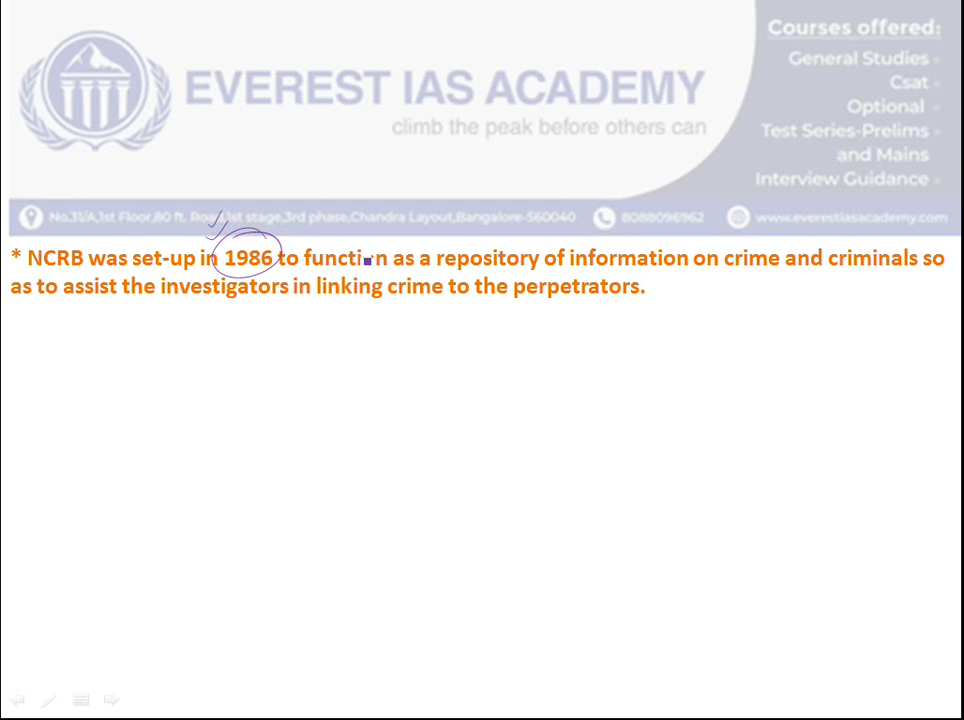 Courses offered:
General Studies
Csat
Optional
Test Series-Prelims
and Mains
Interview Guidance
EVEREST IAS ACADEMY
climb the peak before others can
No.31/A,1st Floor,80 ft. Road,1st stage,3rd phase,Chandra Layout,Bangalore-560040
8088096962
www.everestiasacademy.com
* NCRB was set-up in 1986 to function as a repository of information on crime and criminals so
as to assist the investigators in linking crime to the perpetrators.